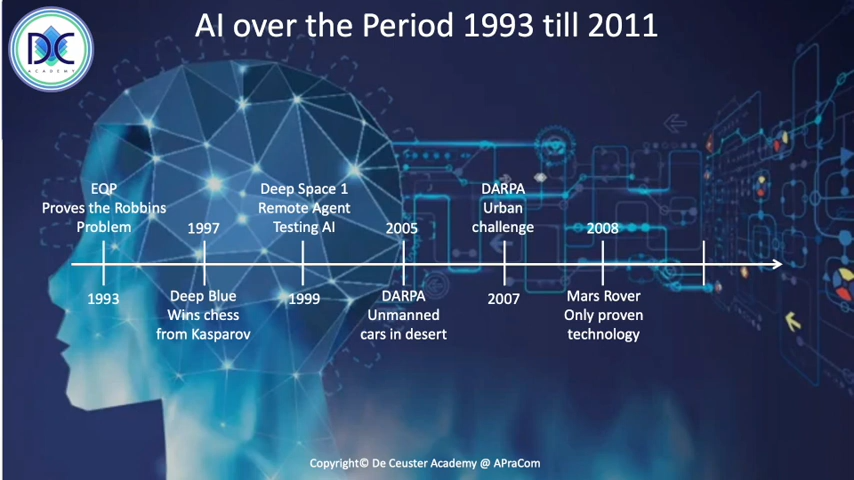 AI over the Period 1993 till 2011
DC
ACADEMY
EQP
Proves the Robbins
Problem
1993
1997
Deep Blue
Wins chess
from Kasparov
Deep Space 1
Remote Agent
Testing AI
1999
2005
DARPA
Unmanned
cars in desert
DARPA
Urban
challenge
2007
2008
Mars Rover
Only proven
technology
Copyright© De Ceuster Academy @ APraCom